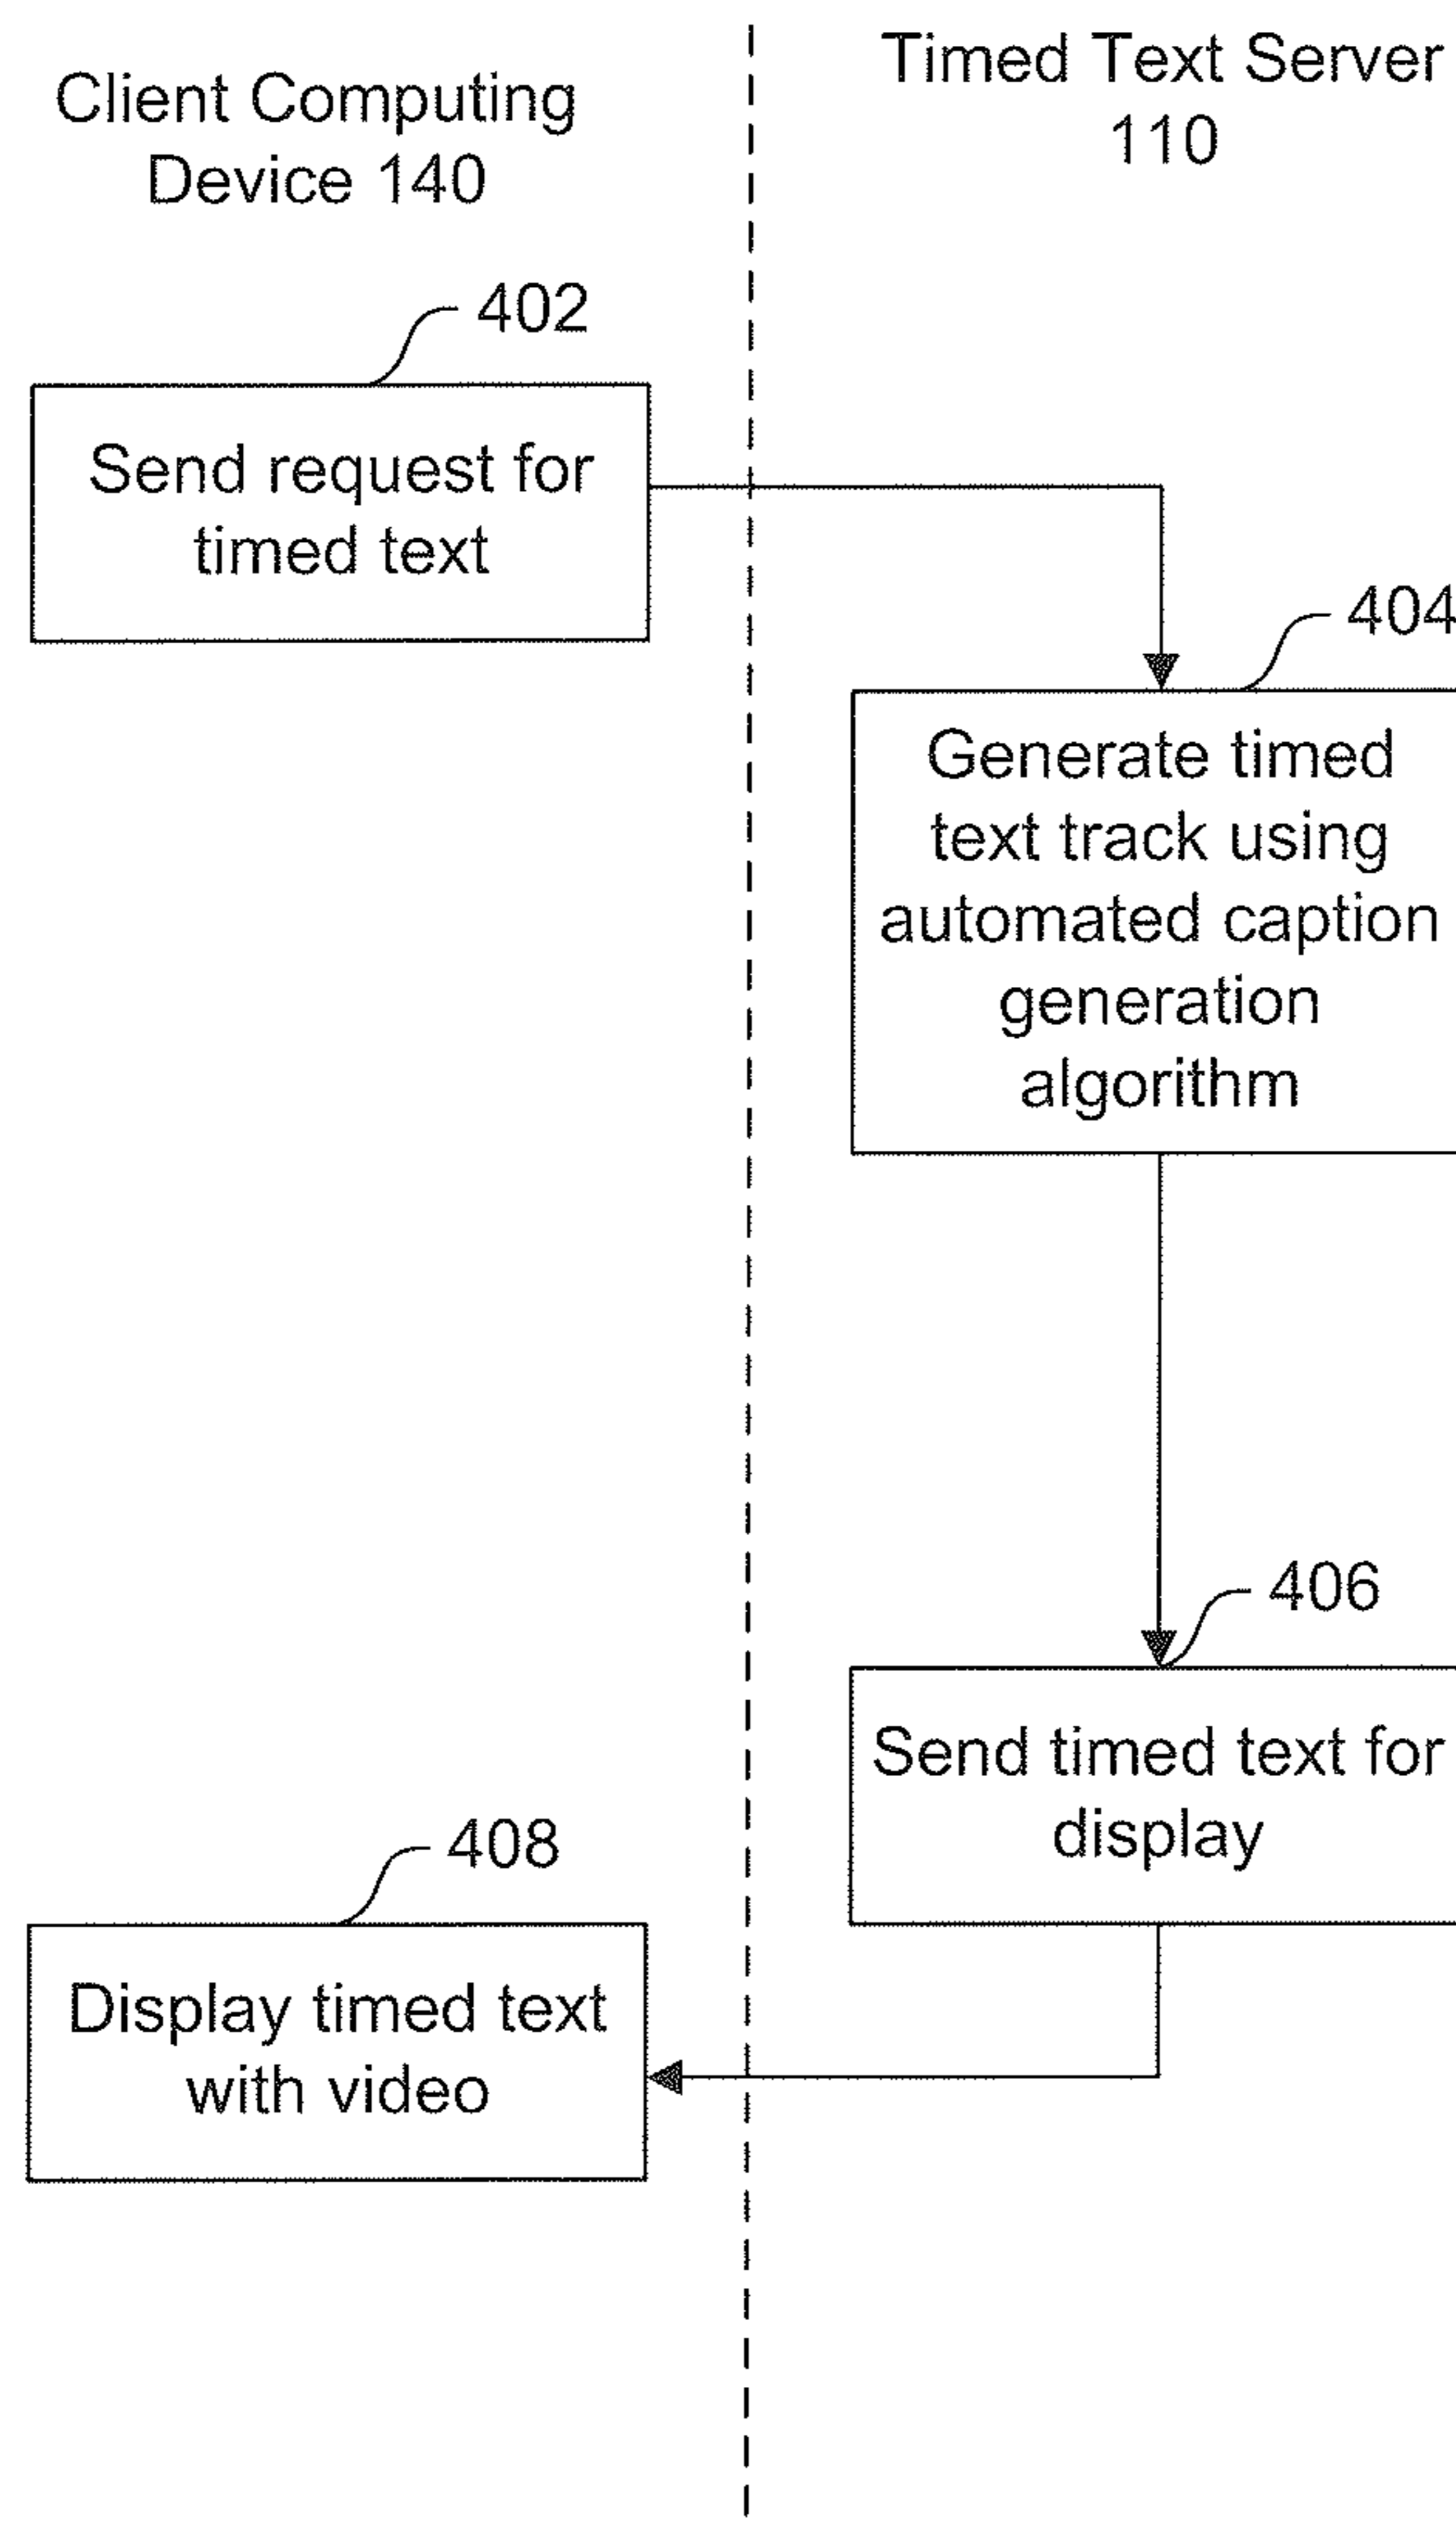 Client Computing
Device 140
Timed Text Server
110
402
Send request for
timed text
404
Generate timed
text track using
automated caption
generation
algorithm
406
Send timed text for
display
408
Display timed text
with video